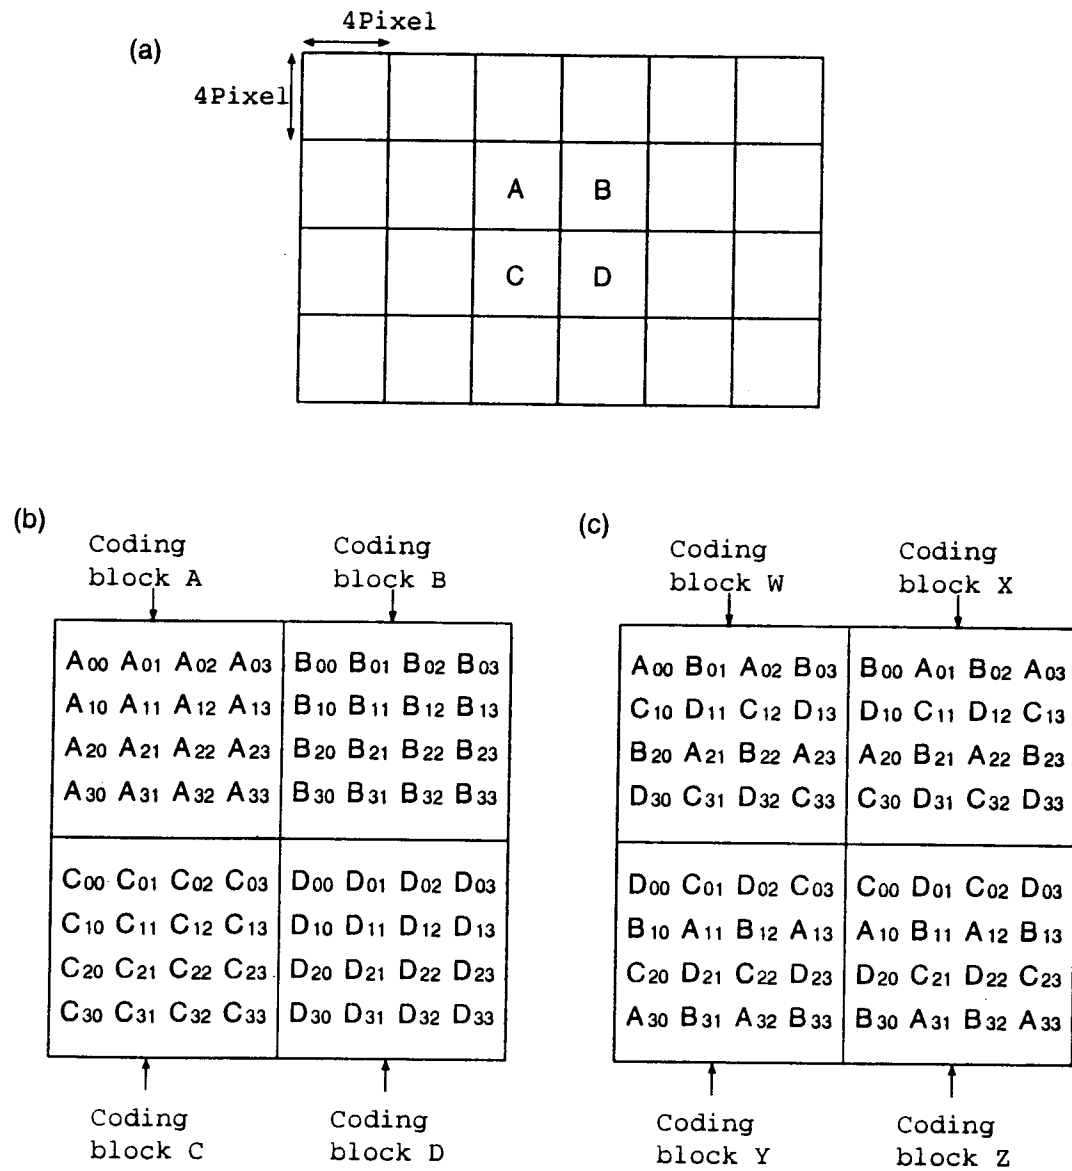 (a)
4Pixel
4Pixel
A B
C D
(b)
Coding
block A
Coding
block B
A00 A01 A02 A03 B00 B01 B02 B03
A10 A11 A12 A13 B10 B11 B12 B13
A20 A21 A22 A23 B20 B21 B22 B23
A30 A31 A32 A33 B30 B31 B32 B33
C00 C01 C02 C03 D00 D01 D02 D03
C10 C11 C12 C13 D10 D11 D12 D13
C20 C21 C22 C23 D20 D21 D22 D23
C30 C31 C32 C33 D30 D31 D32 D33
Coding
block C
Coding
block D
(c)
Coding
block W
Coding
block X
A00 B01 A02 B03 B00 A01 B02 A03
C10 D11 C12 D13 D10 C11 D12 C13
B20 A21 B22 A23 A20 B21 A22 B23
D30 C31 D32 C33 C30 D31 C32 D33
D00 C01 D02 C03 C00 D01 C02 D03
B10 A11 B12 A13 A10 B11 A12 B13
C20 D21 C22 D23 D20 C21 D22 C23
A30 B31 A32 B33 B30 A31 B32 A33
Coding
block Y
Coding
block Z